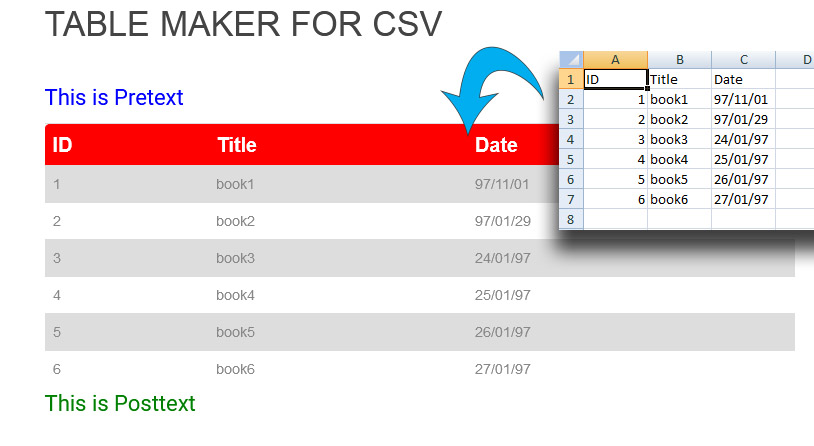 TABLE MAKER FOR CSV
This is Pretext
ID Title Date
1 book1 97/11/01
2 book2 97/01/29
3 book3 24/01/97
4 book4 25/01/97
5 book5 26/01/97
6 book6 27/01/97
This is Posttext
A B C D
1 ID Title Date
2 1 book1 97/11/01
3 2 book2 97/01/29
4 3 book3 24/01/97
5 4 book4 25/01/97
6 5 book5 26/01/97
7 6 book6 27/01/97
8